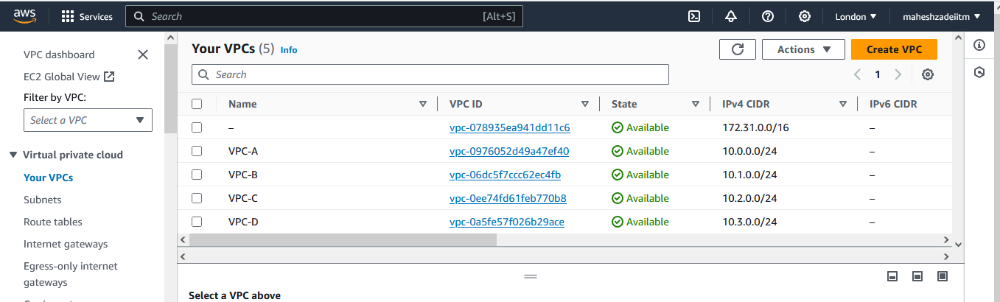 aws Services Search [Alt+S] London maheshzadeiitm
VPC dashboard
EC2 Global View
Filter by VPC:
Select a VPC
Virtual private cloud
Your VPCs
Subnets
Route tables
Internet gateways
Egress-only internet
gateways
Your VPCs (5) Info
Actions Create VPC
Search
1
Name VPC ID State IPv4 CIDR IPv6 CIDR
– vpc-078935ea941dd11c6 Available 172.31.0.0/16 –
VPC-A vpc-0976052d49a47ef40 Available 10.0.0.0/24 –
VPC-B vpc-06dc5f7ccc62ec4fb Available 10.1.0.0/24 –
VPC-C vpc-0ee74fd61feb770b8 Available 10.2.0.0/24 –
VPC-D vpc-0a5fe57f026b29ace Available 10.3.0.0/24 –
Select a VPC above